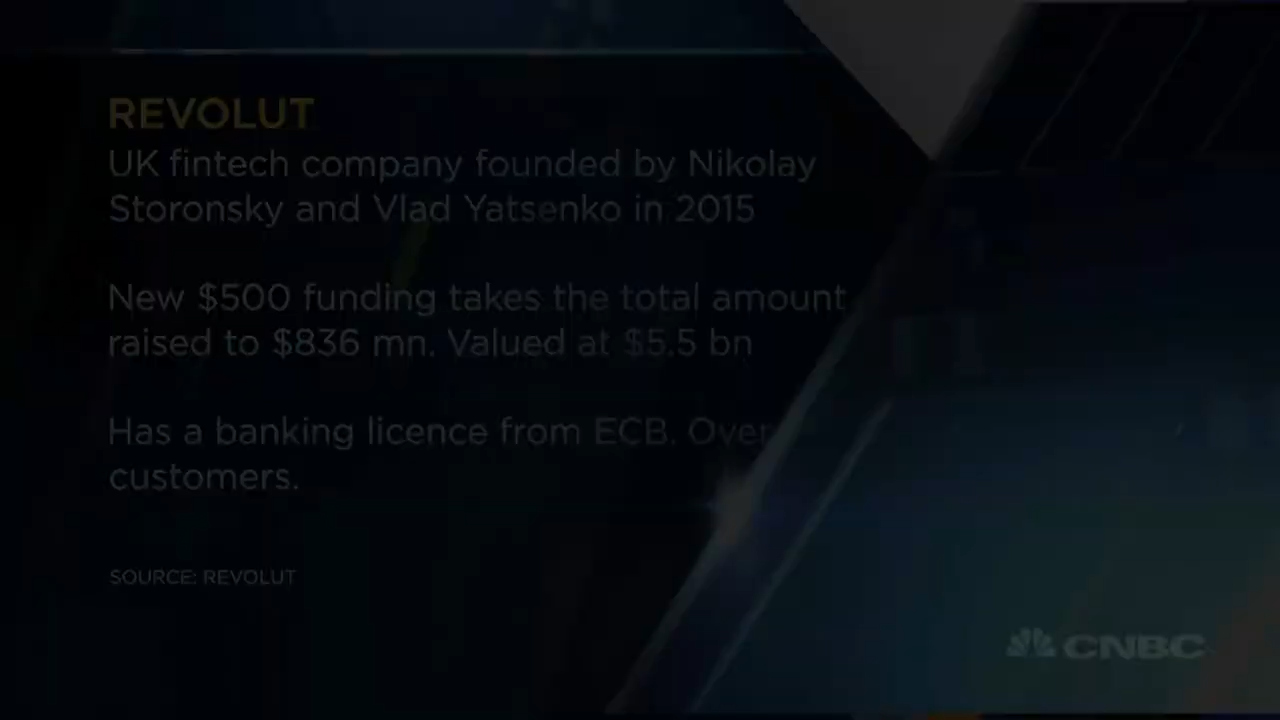 REVOLUT
UK fintech company founded by Nikolay
Storonsky and Vlad Yatsenko in 2015
New $500 funding takes the total amount
raised to $836 mn. Valued at $5.5 bn
Has a banking licence from ECB. Over
customers.
SOURCE: REVOLUT
CNBC